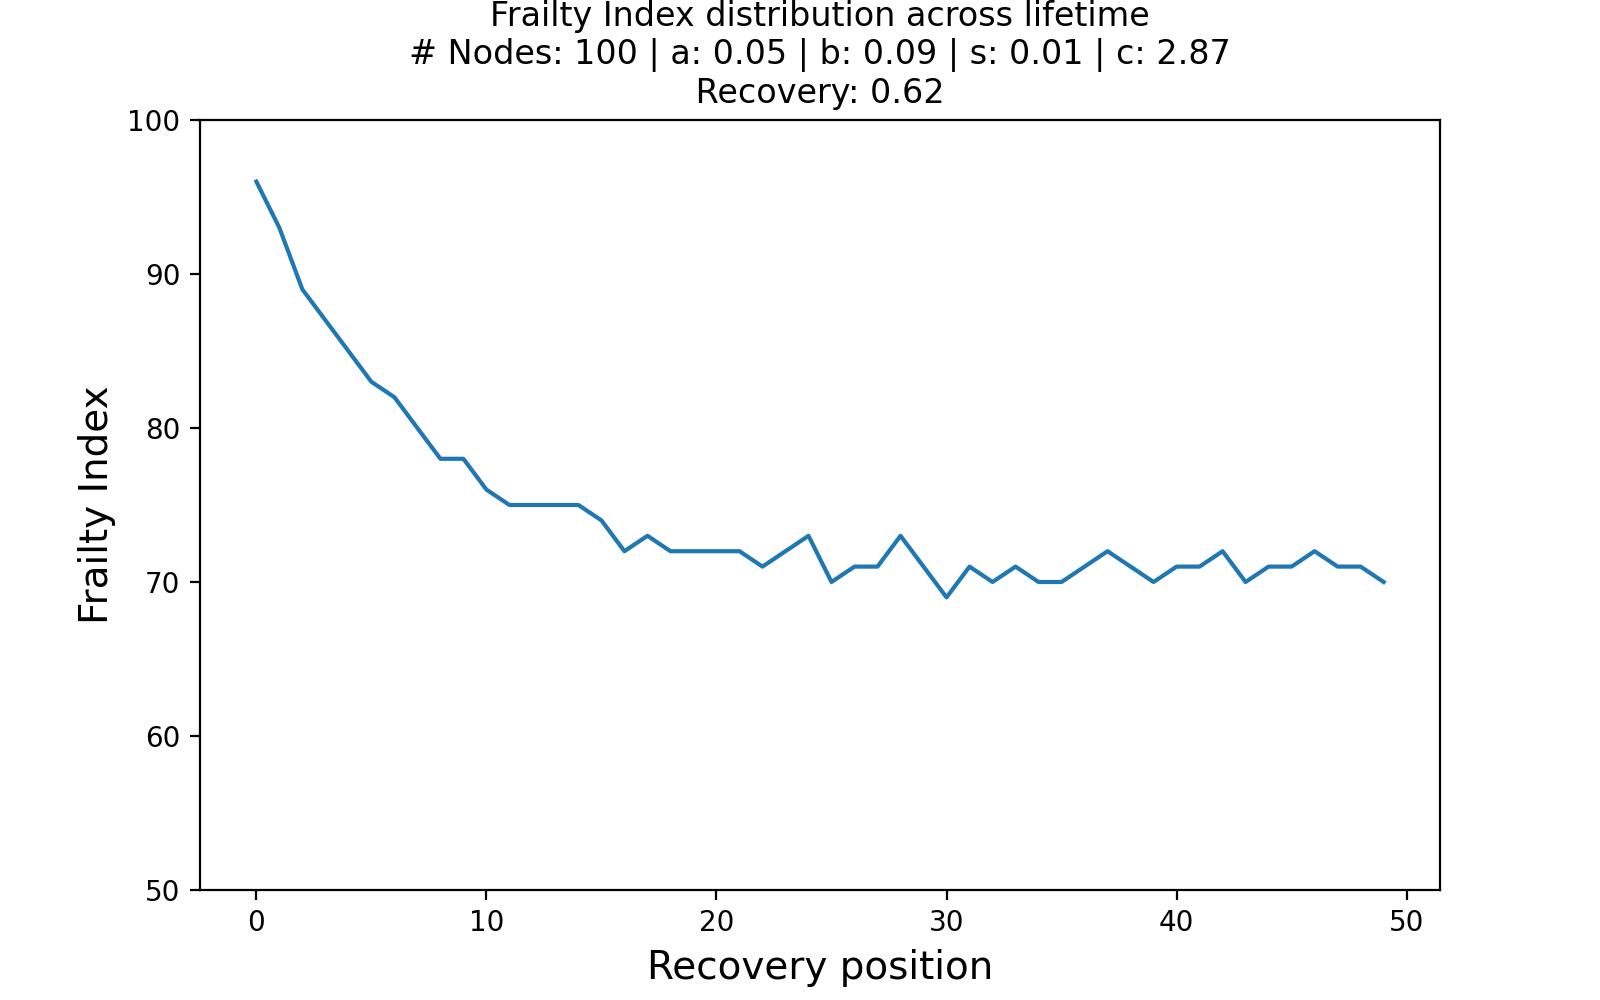 Frailty Index distribution across lifetime
# Nodes: 100 | a: 0.05 | b: 0.09 | s: 0.01 | c: 2.87
Recovery: 0.62
100
90
80
70
60
50
Frailty Index
0 10 20 30 40 50
Recovery position